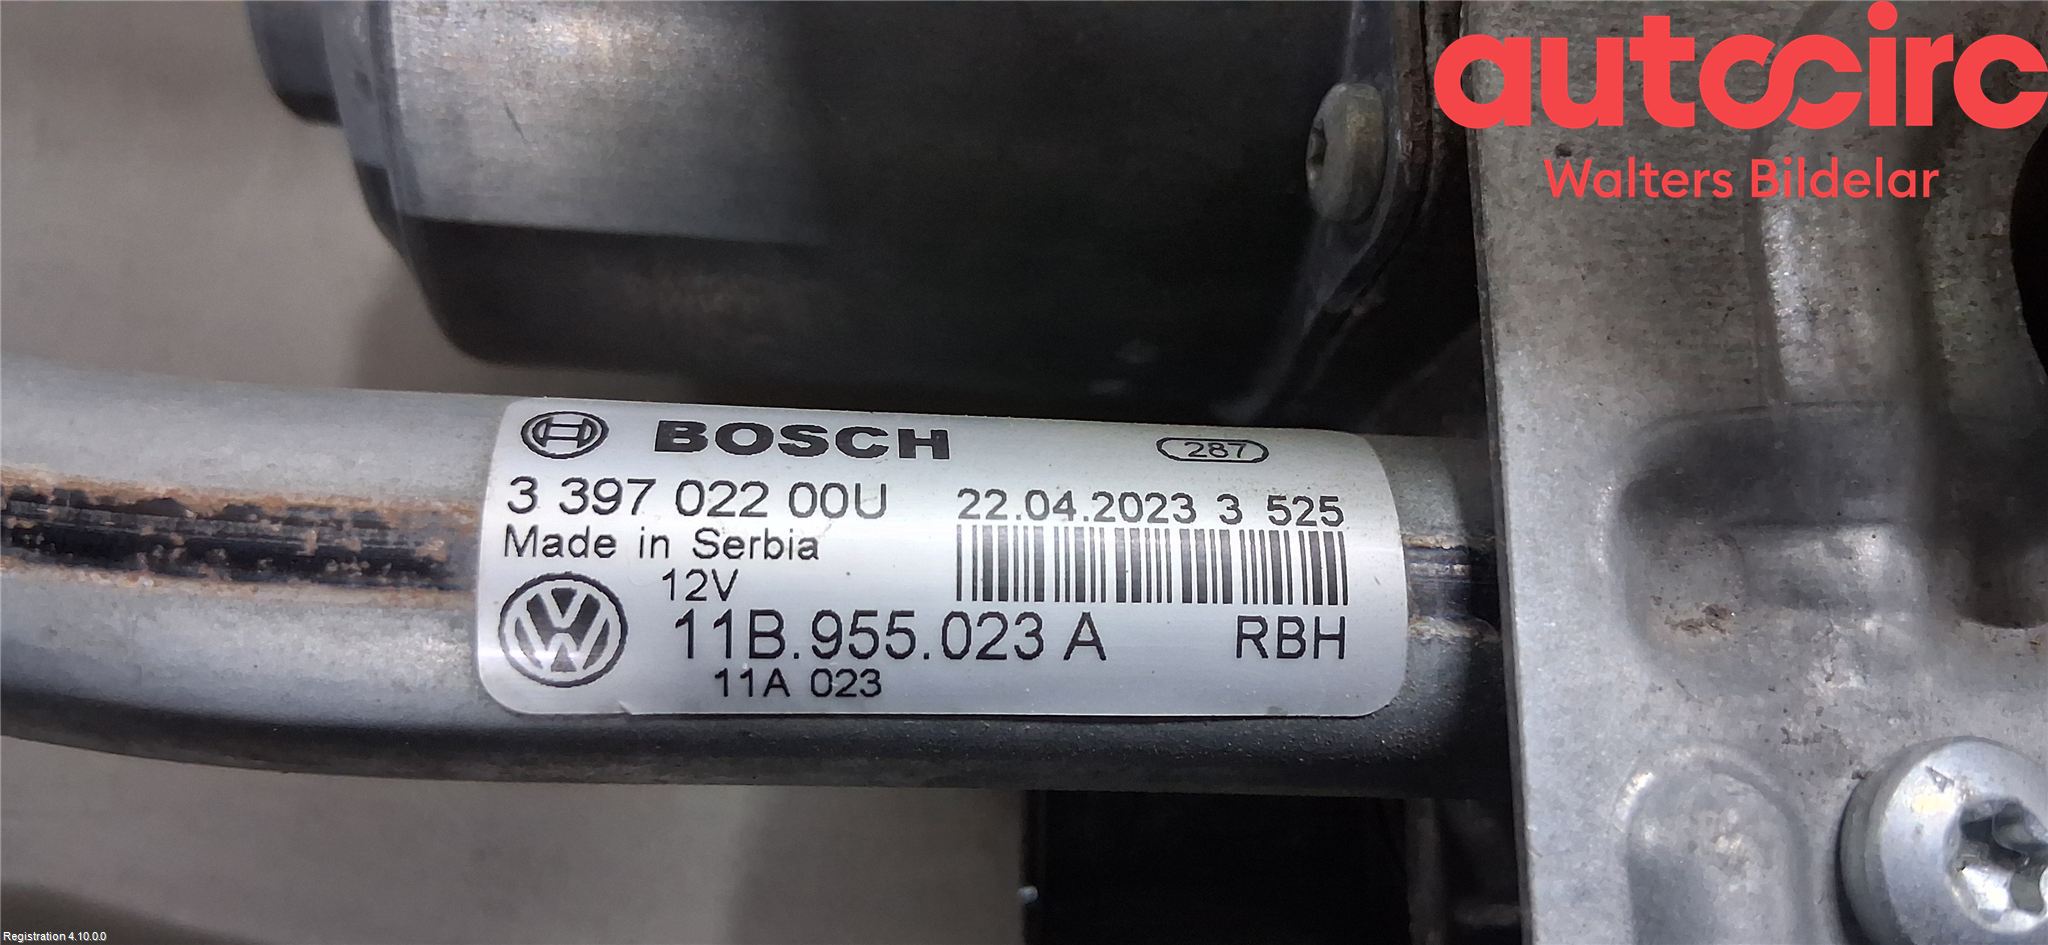 autocirc
Walters Bildelar
BOSCH
287
3 397 022 00U
22.04.2023 3 525
Made in Serbia
12V
11B.955.023 A
RBH
11A 023
Registration 4.10.0.0